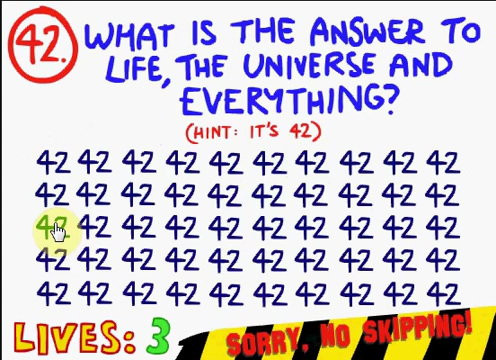 42.
WHAT IS THE ANSWER TO
LIFE, THE UNIVERSE AND
EVERYTHING?
(HINT: IT'S 42)
42 42 42 42 42 42 42 42 42 42
42 42 42 42 42 42 42 42 42 42
42 42 42 42 42 42 42 42 42 42
42 42 42 42 42 42 42 42 42 42
42 42 42 42 42 42 42 42 42 42
LIVES: 3
SORRY, NO SKIPPING!